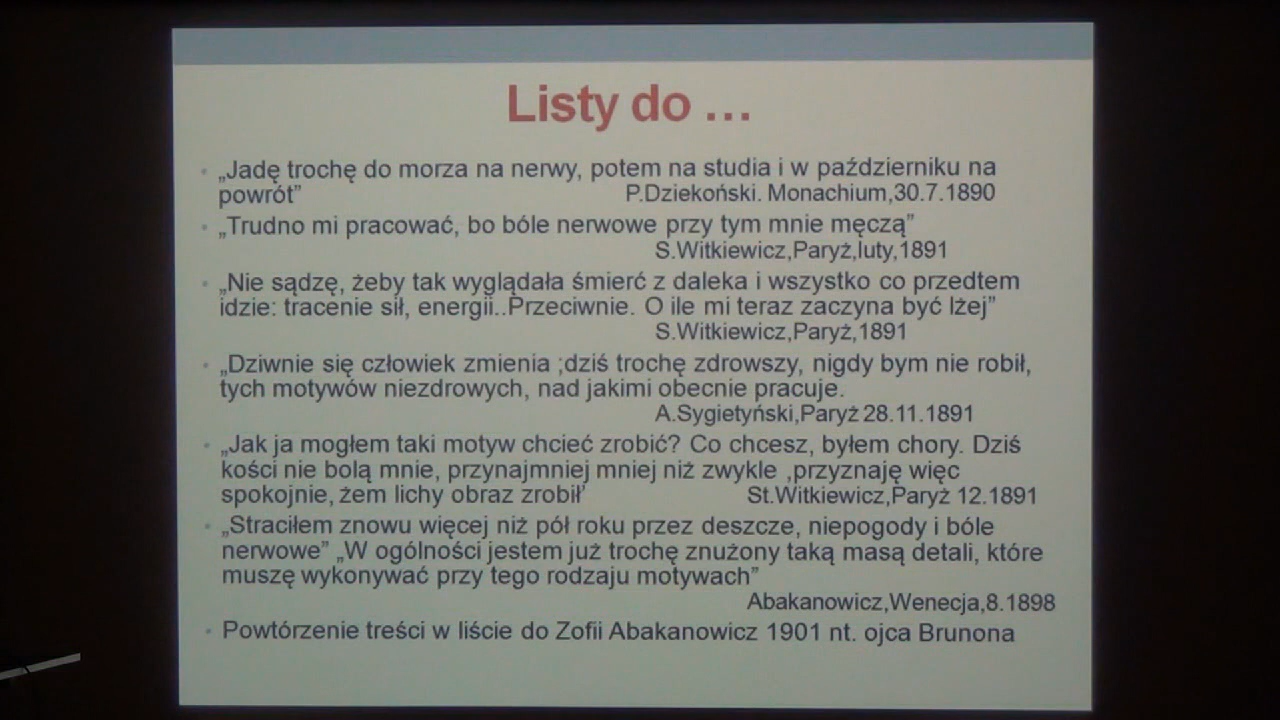 Listy do …
„Jadę trochę do morza na nerwy, potem na studia i w październiku na
powrót” P.Dziekoński. Monachium,30.7.1890
„Trudno mi pracować, bo bóle nerwowe przy tym mnie męczą”
S.Witkiewicz,Paryż,luty,1891
„Nie sądzę, żeby tak wyglądała śmierć z daleka i wszystko co przedtem
idzie: tracenie sił, energii..Przeciwnie. O ile mi teraz zaczyna być lżej”
S.Witkiewicz,Paryż,1891
„Dziwnie się człowiek zmienia ;dziś trochę zdrowszy, nigdy bym nie robił,
tych motywów niezdrowych, nad jakimi obecnie pracuje.
A.Sygietyński,Paryż 28.11.1891
„Jak ja mogłem taki motyw chcieć zrobić? Co chcesz, byłem chory. Dziś
kości nie bolą mnie, przynajmniej mniej niż zwykle ,przyznaję więc
spokojnie, żem lichy obraz zrobił’ St.Witkiewicz,Paryż 12.1891
„Straciłem znowu więcej niż pół roku przez deszcze, niepogody i bóle
nerwowe” „W ogólności jestem już trochę znużony taką masą detali, które
muszę wykonywać przy tego rodzaju motywach”
Abakanowicz,Wenecja,8.1898
Powtórzenie treści w liście do Zofii Abakanowicz 1901 nt. ojca Brunona